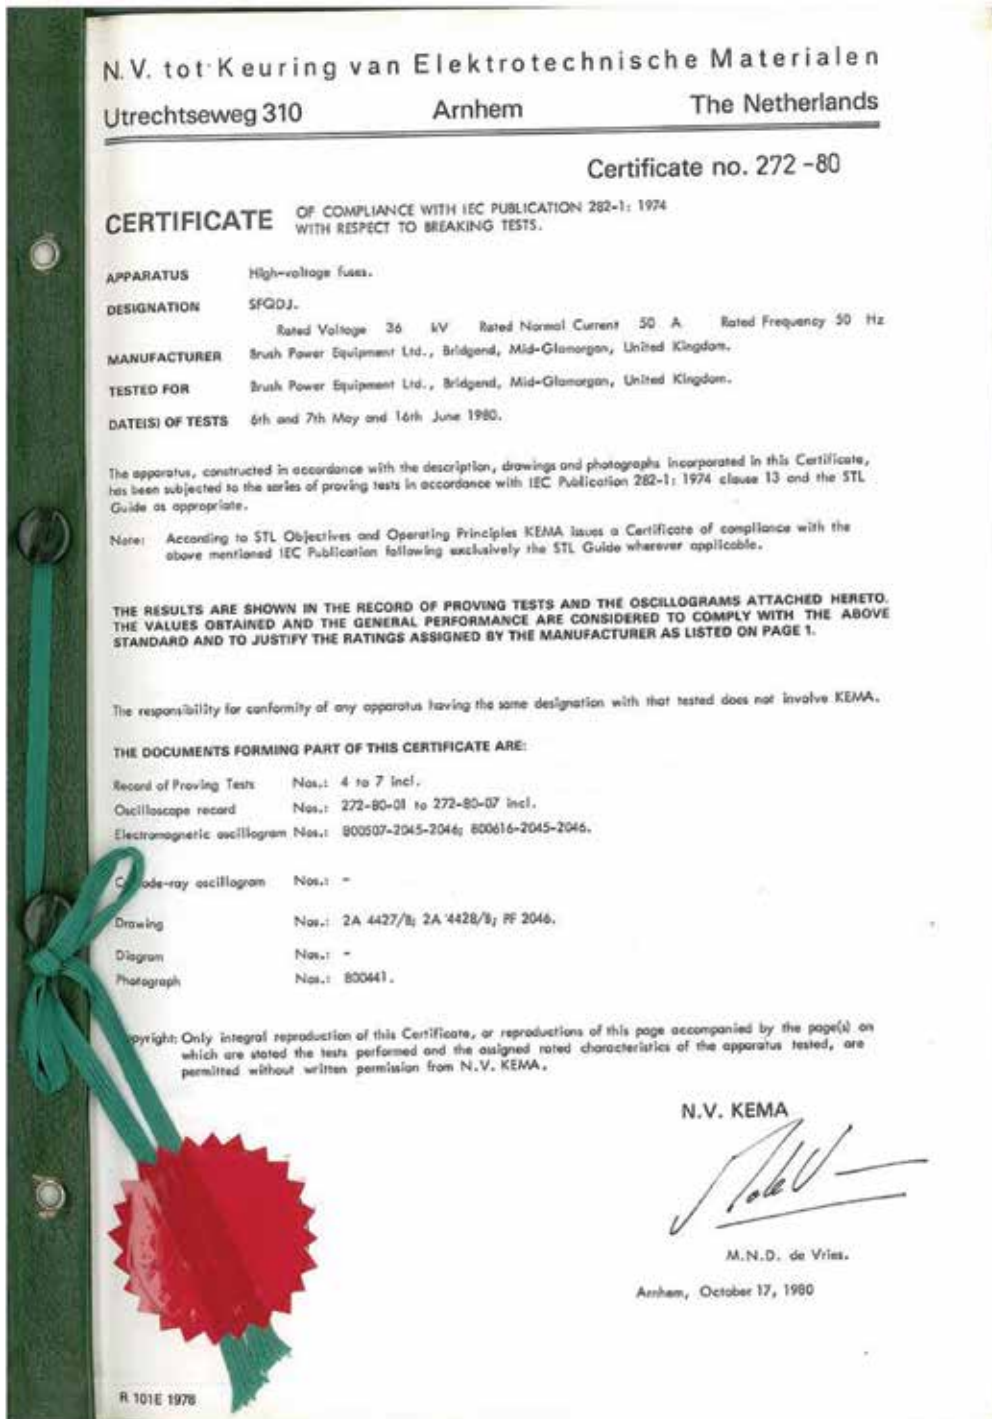 N.V. tot Keuring van Elektrotechnische Materialen
Utrechtseweg 310 Arnhem The Netherlands
Certificate no. 272-80
CERTIFICATE OF COMPLIANCE WITH IEC PUBLICATION 282-1: 1974
WITH RESPECT TO BREAKING TESTS.
APPARATUS High-voltage fuses.
DESIGNATION SFQDJ.
Rated Voltage 36 kV Rated Normal Current 50 A Rated Frequency 50 Hz
MANUFACTURER Brush Power Equipment Ltd., Bridgend, Mid-Glamorgan, United Kingdom.
TESTED FOR Brush Power Equipment Ltd., Bridgend, Mid-Glamorgan, United Kingdom.
DATE(S) OF TESTS 6th and 7th May and 16th June 1980.
The apparatus, constructed in accordance with the description, drawings and photographs incorporated in this Certificate,
has been subjected to the series of proving tests in accordance with IEC Publication 282-1: 1974 clause 13 and the STL
Guide as appropriate.
Note: According to STL Objectives and Operating Principles KEMA issues a Certificate of compliance with the
above mentioned IEC Publication following exclusively the STL Guide wherever applicable.
THE RESULTS ARE SHOWN IN THE RECORD OF PROVING TESTS AND THE OSCILLOGRAMS ATTACHED HERETO.
THE VALUES OBTAINED AND THE GENERAL PERFORMANCE ARE CONSIDERED TO COMPLY WITH THE ABOVE
STANDARD AND TO JUSTIFY THE RATINGS ASSIGNED BY THE MANUFACTURER AS LISTED ON PAGE 1.
The responsibility for conformity of any apparatus having the same designation with that tested does not involve KEMA.
THE DOCUMENTS FORMING PART OF THIS CERTIFICATE ARE:
Record of Proving Tests Nos.: 4 to 7 incl.
Oscilloscope record Nos.: 272-80-01 to 272-80-07 incl.
Electromagnetic oscillogram Nos.: 800507-2045-2046; 800616-2045-2046.
C ode-ray oscillogram Nos.: -
Drawing Nos.: 2A 4427/B; 2A 4428/B; PF 2046.
Diagram Nos.: -
Photograph Nos.: 800441.
opyright: Only integral reproduction of this Certificate, or reproductions of this page accompanied by the page(s) on
which are stated the tests performed and the assigned rated characteristics of the apparatus tested, are
permitted without written permission from N.V. KEMA.
N.V. KEMA
M.N.D. de Vries.
Arnhem, October 17, 1980
R 101E 1978